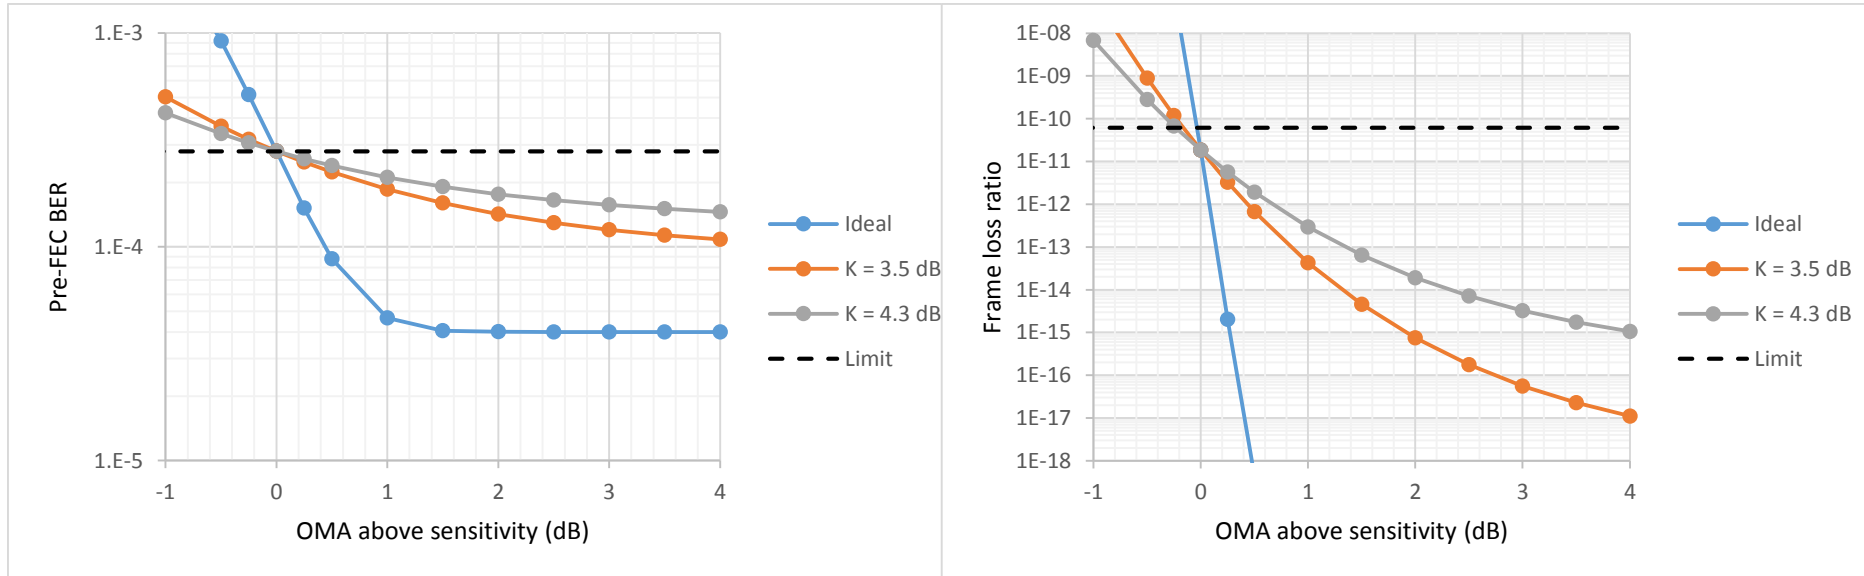 1.E-3
1.E-4
1.E-5
Pre-FEC BER
-1 0 1 2 3 4
OMA above sensitivity (dB)
Ideal
K = 3.5 dB
K = 4.3 dB
Limit
1E-08
1E-09
1E-10
1E-11
1E-12
1E-13
1E-14
1E-15
1E-16
1E-17
1E-18
Frame loss ratio
-1 0 1 2 3 4
OMA above sensitivity (dB)
Ideal
K = 3.5 dB
K = 4.3 dB
Limit